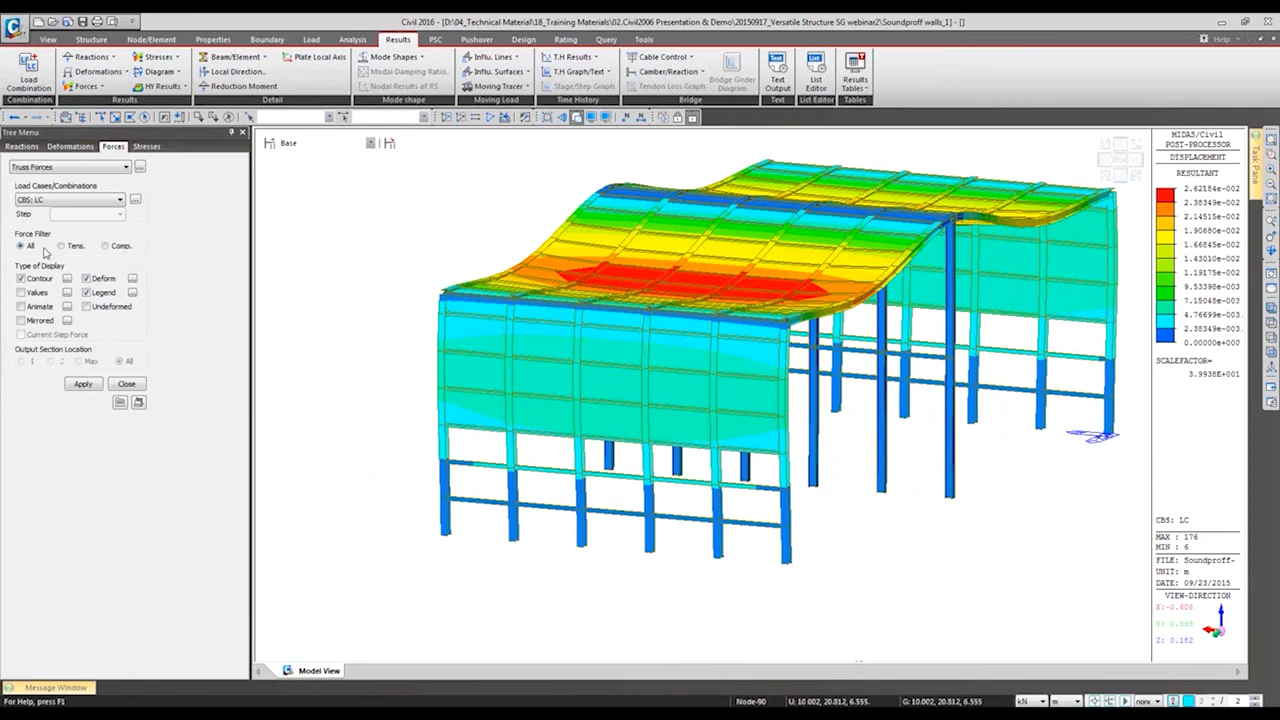 Civil 2016 - [D:\04_Technical Material\18_Training Materials\02.Civil2006 Presentation & Demo\20150917_Versatile Structure SG webinar2\Soundproff walls_1] - []
View Structure Node/Element Properties Boundary Load Analysis Results PSC Pushover Design Rating Query Tools Help
Load Combination
Combination
Reactions Stresses
Deformations Diagram
Forces HY Results
Results
Beam/Element Plate Local Axis
Local Direction..
Reduction Moment
Detail
Mode Shapes
Modal Damping Ratio..
Nodal Results of RS
Mode shape
Influ. Lines
Influ. Surfaces
Moving Tracer
Moving Load
T.H Results
T.H Graph/Text
Stage/Step Graph
Time History
Cable Control
Camber/Reaction
Tendon Loss Graph
Bridge Girder Diagram
Bridge
Text Output
Text
List Editor
List Editor
Results Tables
Tables
Tree Menu
Reactions Deformations Forces Stresses
Truss Forces
Load Cases/Combinations
CBS: LC
Step
Force Filter
All Tens. Comp.
Type of Display
Contour Deform
Values Legend
Animate Undeformed
Mirrored
Current Step Force
Output Section Location
I J Max All
Apply Close
Base
Task Pane
MIDAS/Civil
POST-PROCESSOR
DISPLACEMENT
RESULTANT
2.62184e-002
2.38349e-002
2.14515e-002
1.90680e-002
1.66845e-002
1.43010e-002
1.19175e-002
9.53398e-003
7.15048e-003
4.76699e-003
2.38349e-003
0.00000e+000
SCALEFACTOR=
3.9938E+001
CBS: LC
MAX : 176
MIN : 6
FILE: Soundproff~
UNIT: m
DATE: 09/23/2015
VIEW-DIRECTION
X:-0.408
Z: 0.182
Model View
Message Window
For Help, press F1
Node-90
U: 10.002, 20.812, 6.555
G: 10.002, 20.812, 6.555
kN m none 2